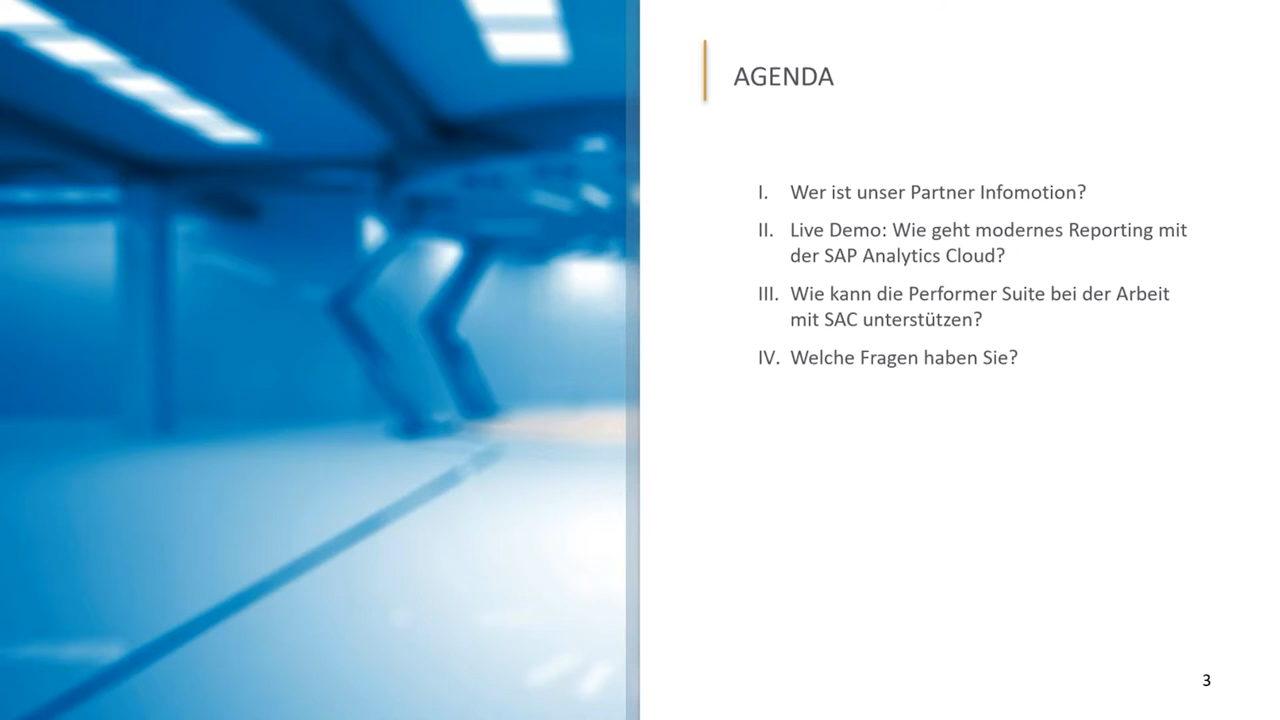 AGENDA
I. Wer ist unser Partner Infomotion?
II. Live Demo: Wie geht modernes Reporting mit
der SAP Analytics Cloud?
III. Wie kann die Performer Suite bei der Arbeit
mit SAC unterstützen?
IV. Welche Fragen haben Sie?
3